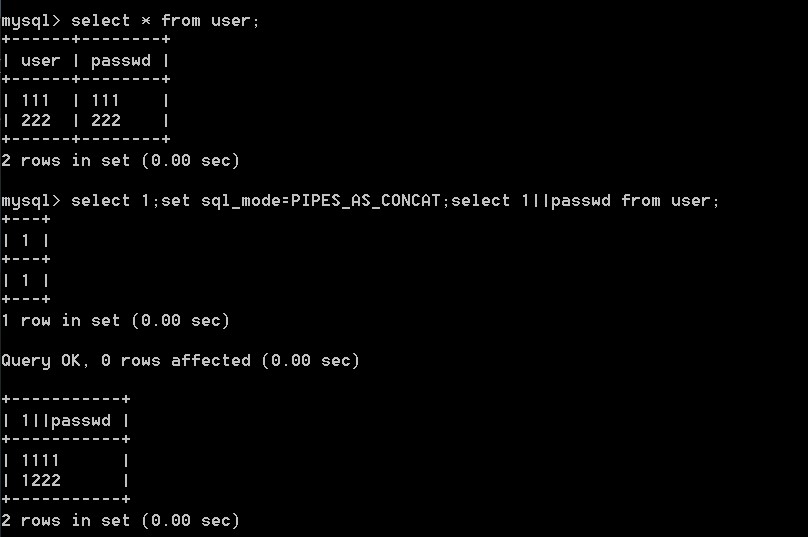 mysql> select * from user;
+------+--------+
| user | passwd |
+------+--------+
| 111  | 111    |
| 222  | 222    |
+------+--------+
2 rows in set (0.00 sec)
mysql> select 1;set sql_mode=PIPES_AS_CONCAT;select 1||passwd from user;
+---+
| 1 |
+---+
| 1 |
+---+
1 row in set (0.00 sec)
Query OK, 0 rows affected (0.00 sec)
+-----------+
| 1||passwd |
+-----------+
| 1111      |
| 1222      |
+-----------+
2 rows in set (0.00 sec)